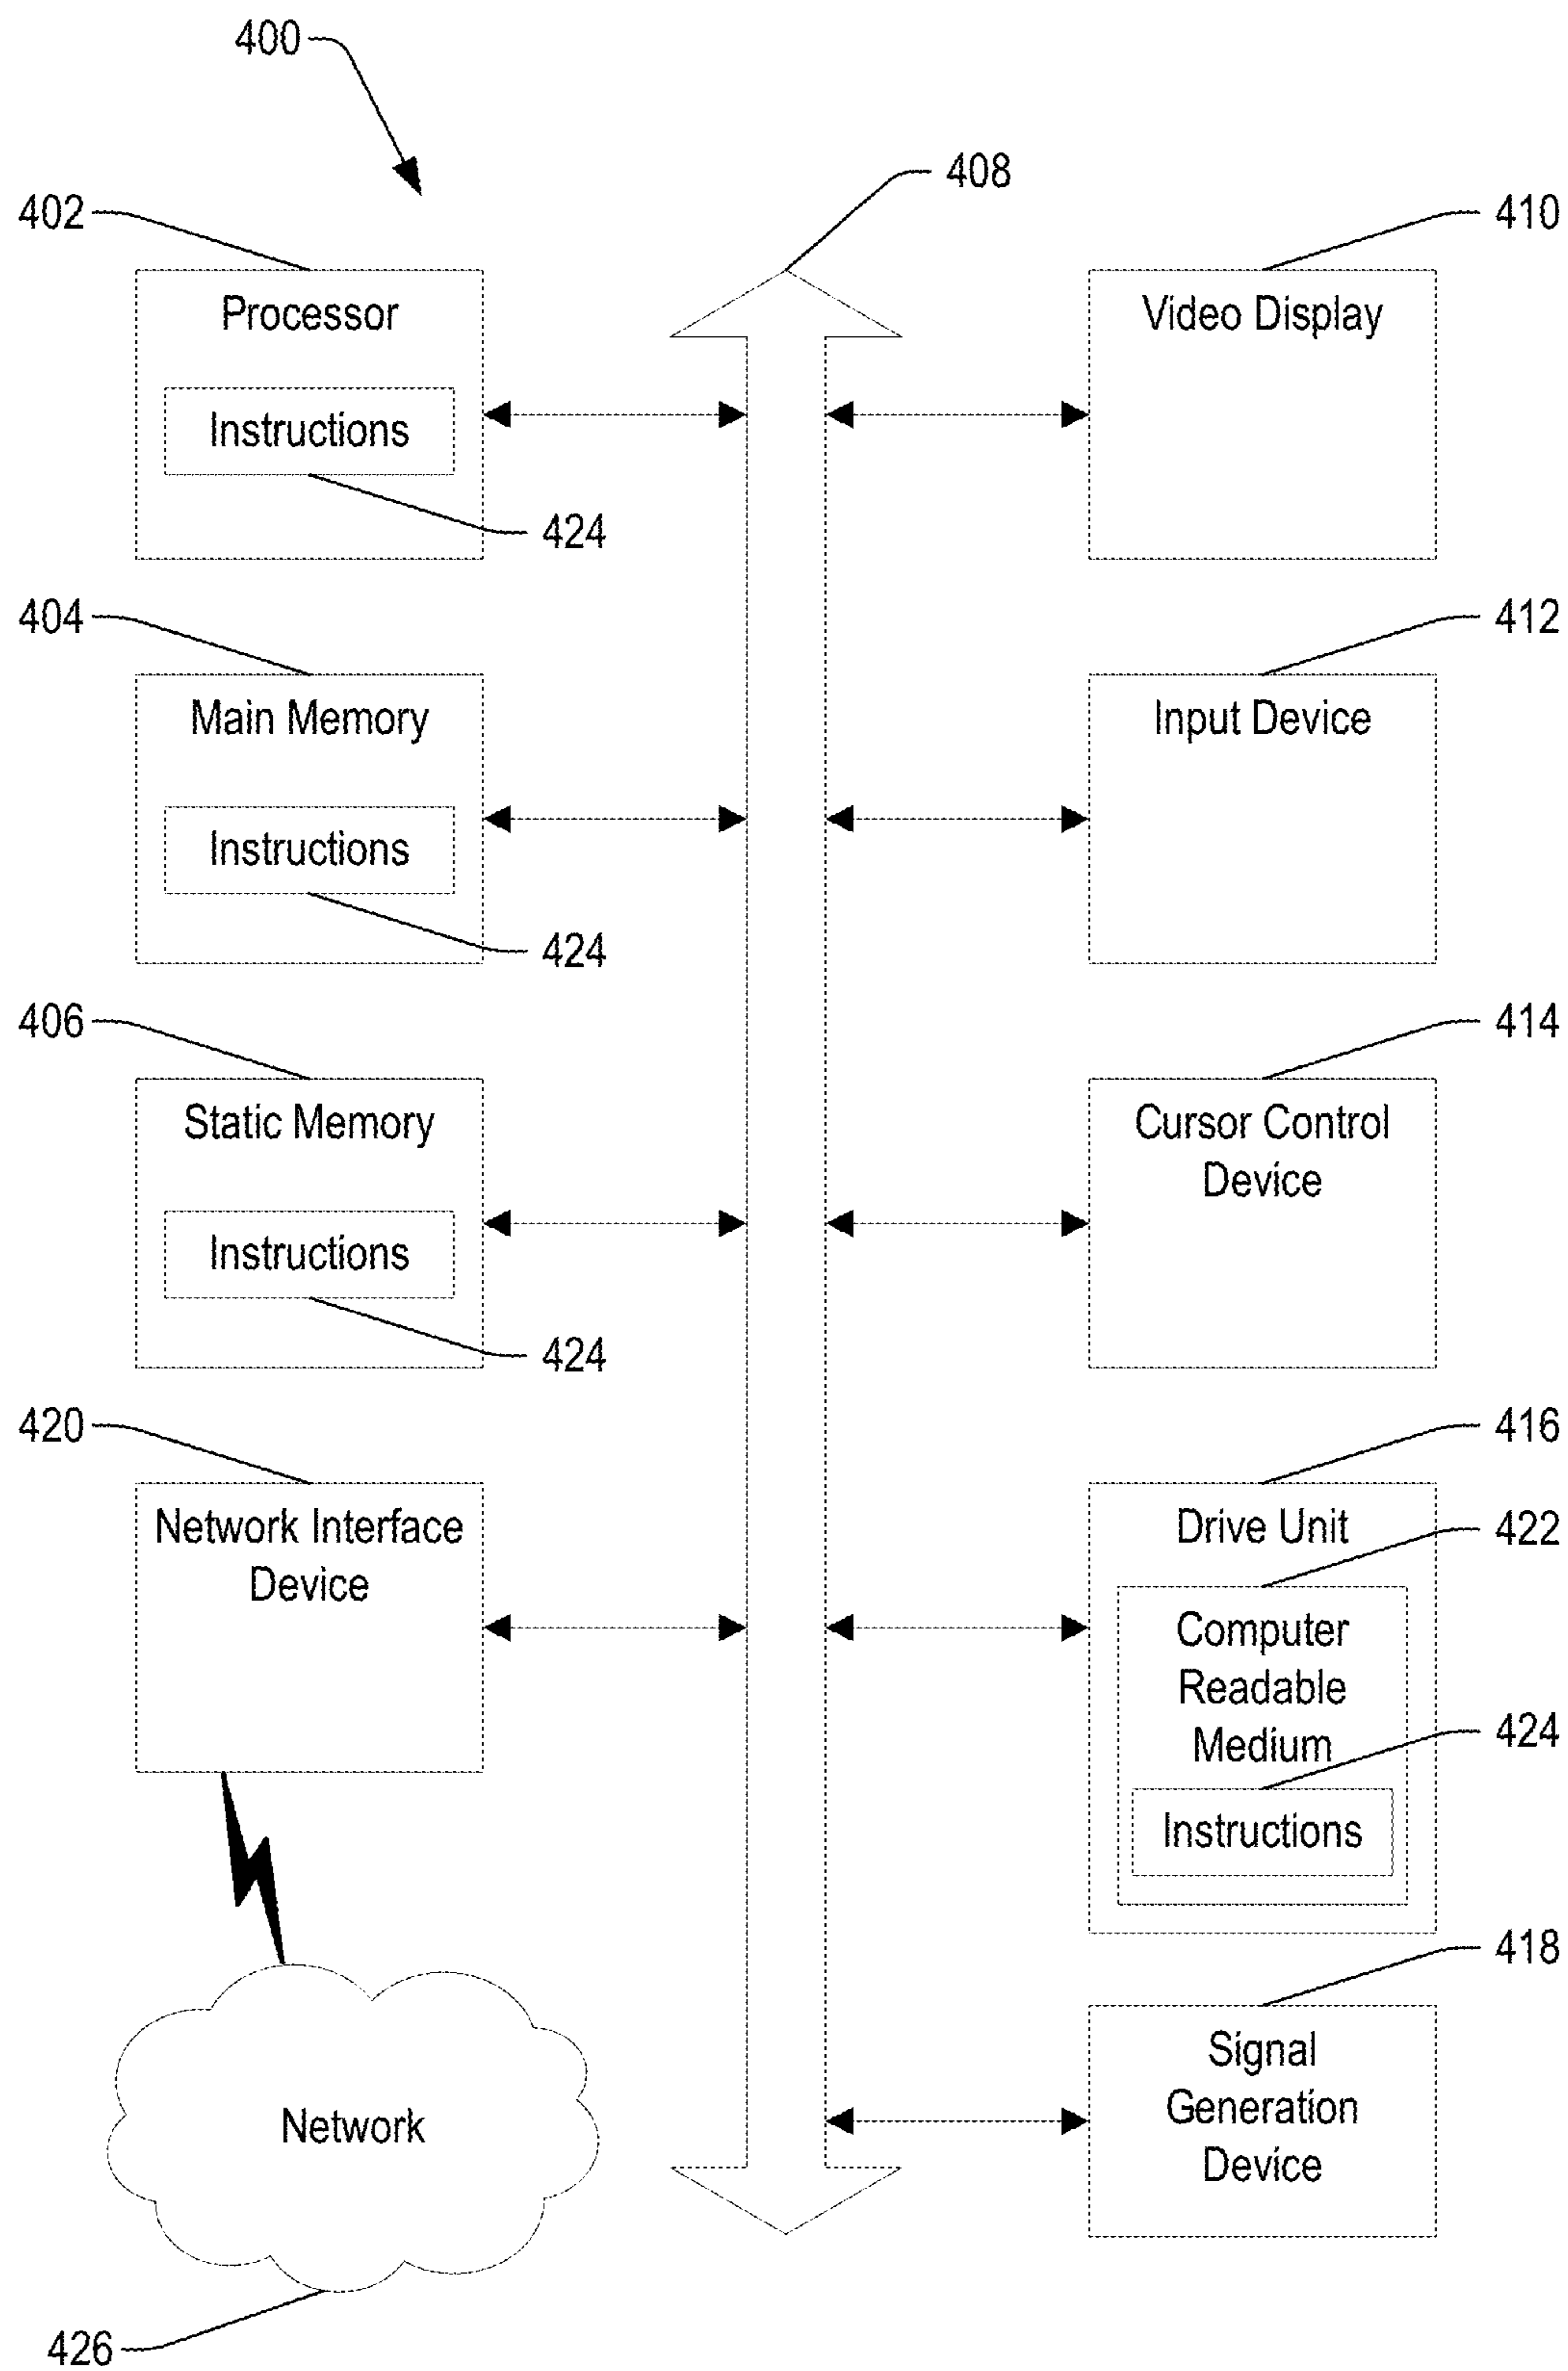 400
408
402
410
Processor
Video Display
Instructions
424
404
412
Main Memory
Input Device
Instructions
424
406
414
Static Memory
Cursor Control
Device
Instructions
424
420
416
Network Interface
Device
Drive Unit
422
Computer
Readable
Medium
424
Instructions
418
Signal
Generation
Device
Network
426